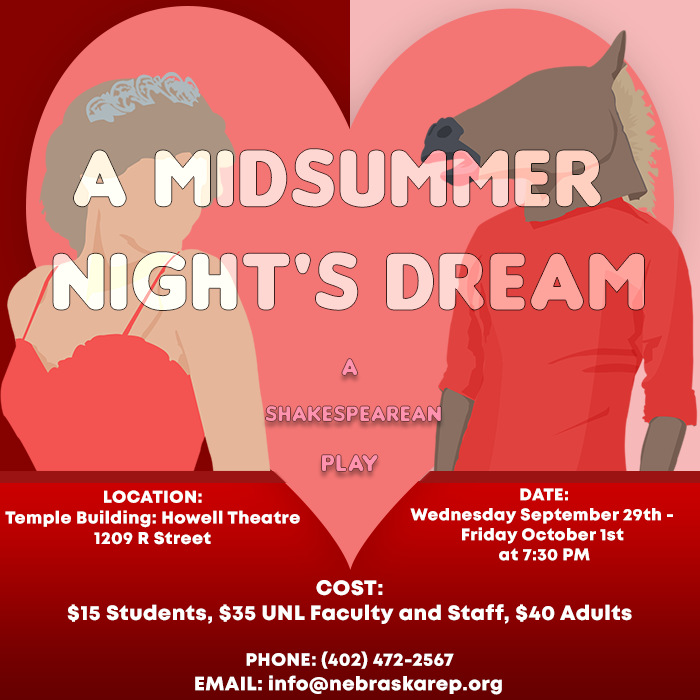 A MIDSUMMER
NIGHT'S DREAM
A
SHAKESPEAREAN
PLAY
LOCATION:
Temple Building: Howell Theatre
1209 R Street
DATE:
Wednesday September 29th -
Friday October 1st
at 7:30 PM
COST:
$15 Students, $35 UNL Faculty and Staff, $40 Adults
PHONE: (402) 472-2567
EMAIL: info@nebraskarep.org